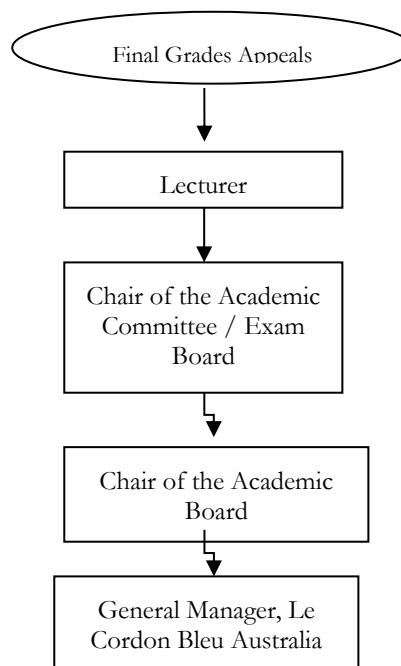 Final Grades Appeals
Lecturer
Chair of the Academic
Committee / Exam
Board
Chair of the Academic
Board
General Manager, Le
Cordon Bleu Australia